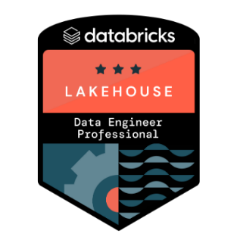 databricks
LAKEHOUSE
Data Engineer
Professional